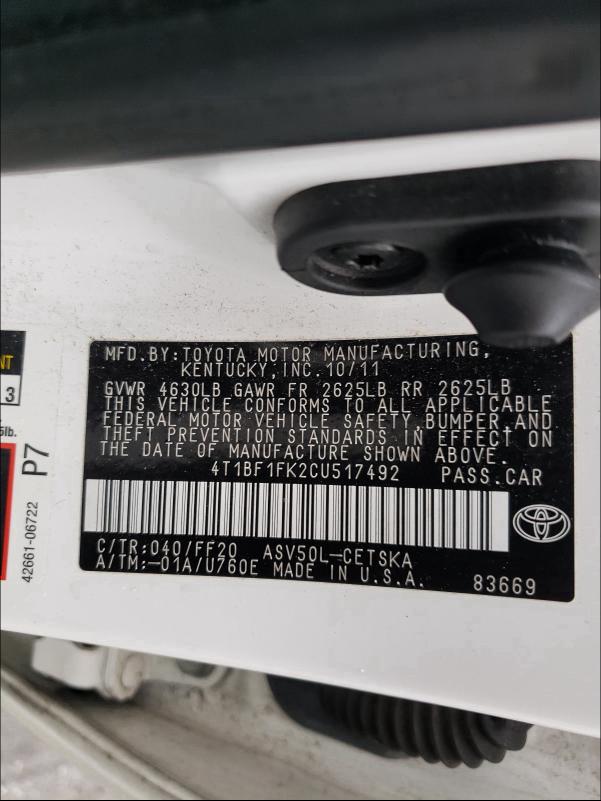 MFD.BY:TOYOTA MOTOR MANUFACTURING,
KENTUCKY, INC. 10/11
GVWR 4630LB GAWR FR 2625LB RR 2625LB
THIS VEHICLE CONFORMS TO ALL APPLICABLE
FEDERAL MOTOR VEHICLE SAFETY,BUMPER,AND
THEFT PREVENTION STANDARDS IN EFFECT ON
THE DATE OF MANUFACTURE SHOWN ABOVE.
4T1BF1FK2CU517492 PASS.CAR
C/TR:040/FF20 ASV50L-CETSKA
A/TM:-01A/U760E MADE IN U.S.A. 83669
NT
3
lb.
P7
42661-06722